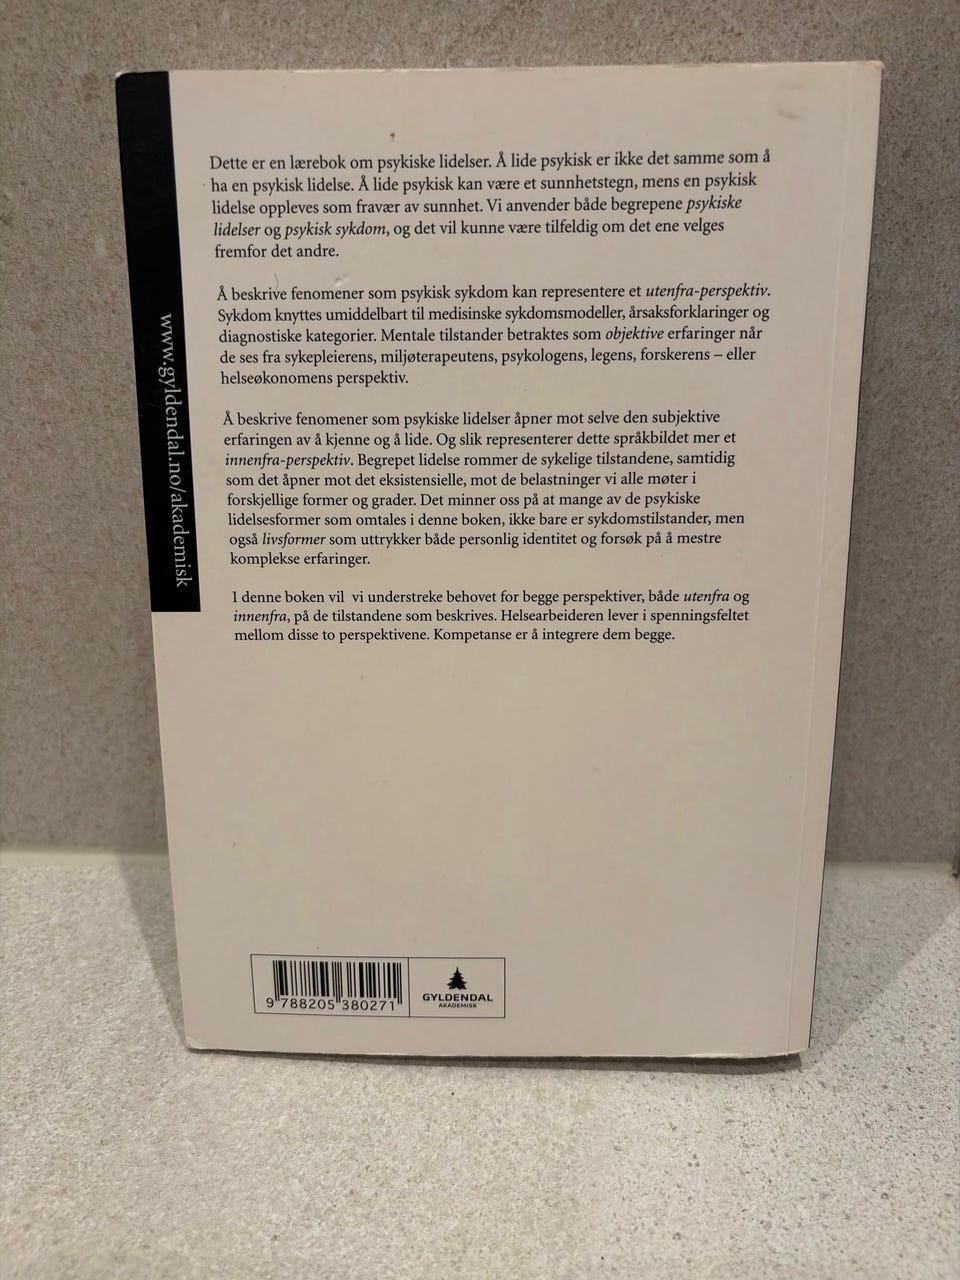 Dette er en lærebok om psykiske lidelser. Å lide psykisk er ikke det samme som å
ha en psykisk lidelse. Å lide psykisk kan være et sunnhetstegn, mens en psykisk
lidelse oppleves som fravær av sunnhet. Vi anvender både begrepene psykiske
lidelser og psykisk sykdom, og det vil kunne være tilfeldig om det ene velges
fremfor det andre.
Å beskrive fenomener som psykisk sykdom kan representere et utenfra-perspektiv.
Sykdom knyttes umiddelbart til medisinske sykdomsmodeller, årsaksforklaringer og
diagnostiske kategorier. Mentale tilstander betraktes som objektive erfaringer når
de ses fra sykepleierens, miljøterapeutens, psykologens, legens, forskerens – eller
helseøkonomens perspektiv.
Å beskrive fenomener som psykiske lidelser åpner mot selve den subjektive
erfaringen av å kjenne og å lide. Og slik representerer dette språkbildet mer et
innenfra-perspektiv. Begrepet lidelse rommer de sykelige tilstandene, samtidig
som det åpner mot det eksistensielle, mot de belastninger vi alle møter i
forskjellige former og grader. Det minner oss på at mange av de psykiske
lidelsesformer som omtales i denne boken, ikke bare er sykdomstilstander, men
også livsformer som uttrykker både personlig identitet og forsøk på å mestre
komplekse erfaringer.
I denne boken vil vi understreke behovet for begge perspektiver, både utenfra og
innenfra, på de tilstandene som beskrives. Helsearbeideren lever i spenningsfeltet
mellom disse to perspektivene. Kompetanse er å integrere dem begge.
www.gyldendal.no/akademisk
9 788205 380271
GYLDENDAL
AKADEMISK